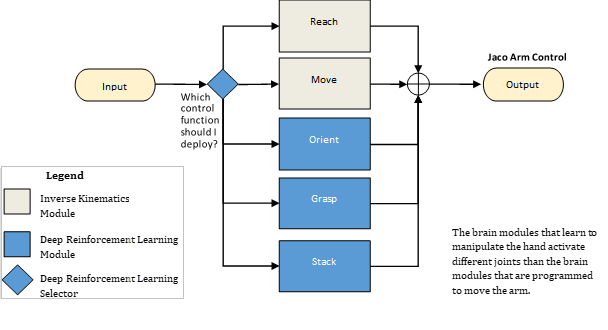 Reach
Jaco Arm Control
Input
Move
Output
Which
control
function
should I
deploy?
Orient
Grasp
Stack
Legend
Inverse Kinematics
Module
Deep Reinforcement Learning
Module
Deep Reinforcement Learning
Selector
The brain modules that learn to
manipulate the hand activate
different joints than the brain
modules that are programmed
to move the arm.